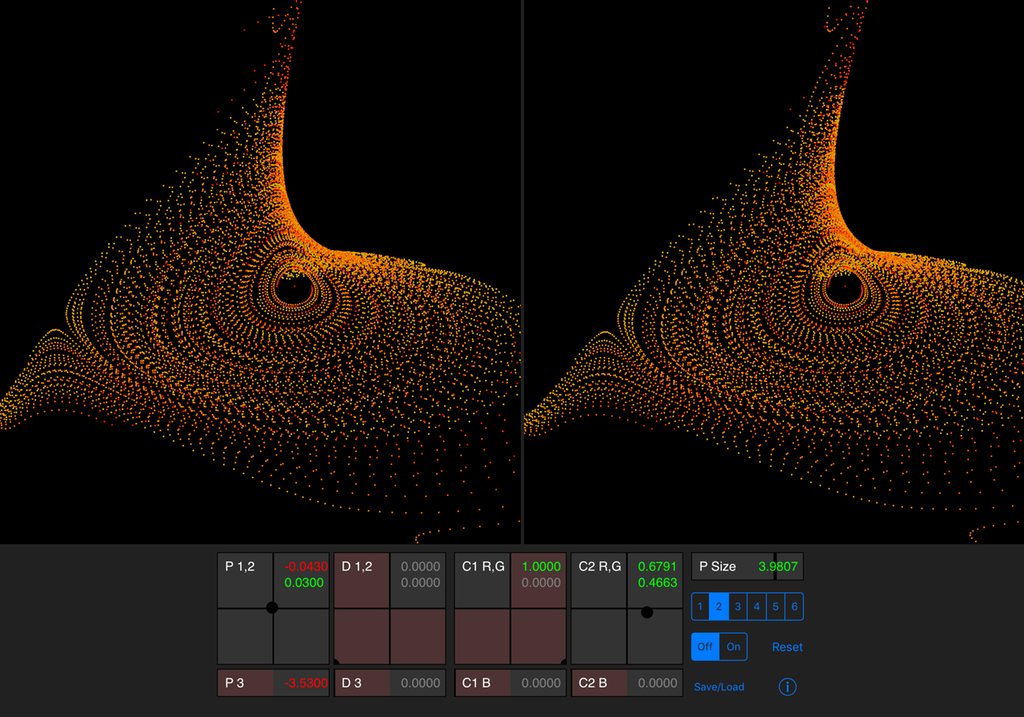 P 1,2 -0.0430
0.0300
D 1,2 0.0000
0.0000
C1 R,G 1.0000
0.0000
C2 R,G 0.6791
0.4663
P Size 3.9807
1 2 3 4 5 6
Off On Reset
P 3 -3.5300
D 3 0.0000
C1 B 0.0000
C2 B 0.0000
Save/Load i